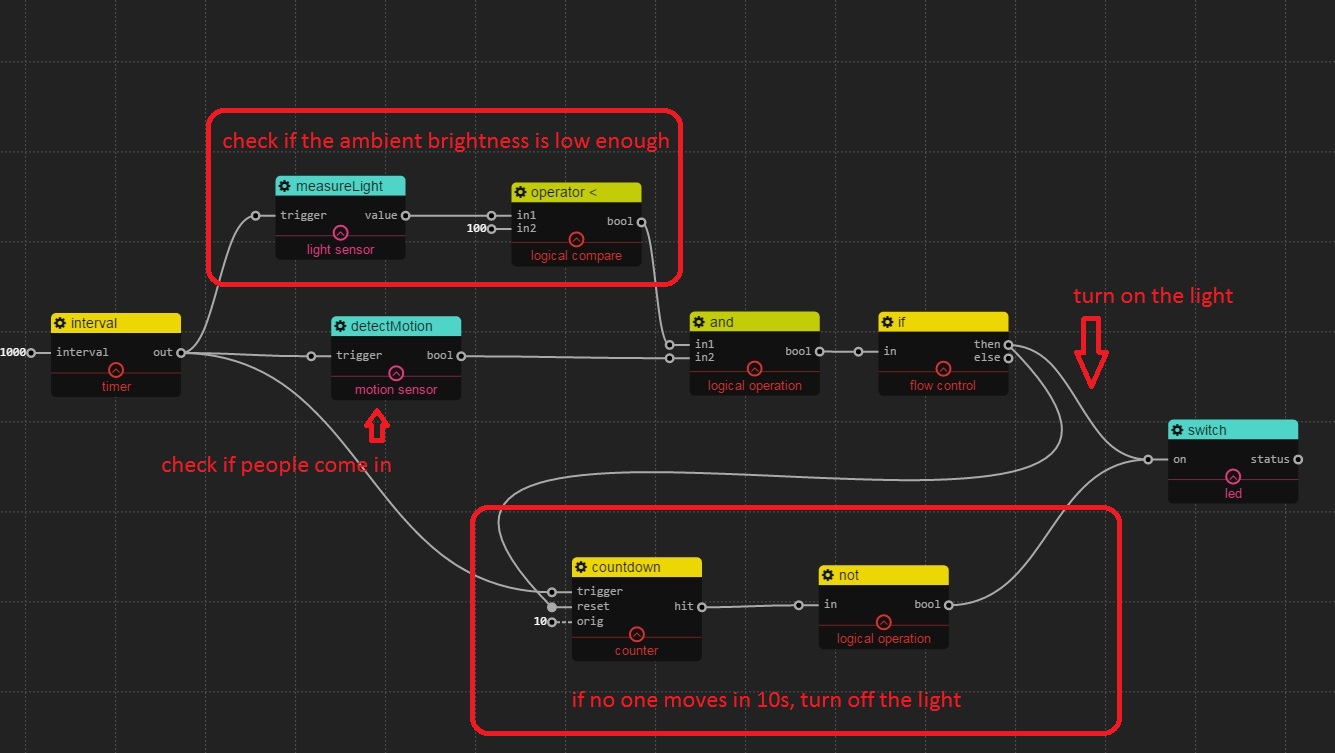 check if the ambient brightness is low enough
measureLight
trigger value
light sensor
operator <
in1
100 in2
bool
logical compare
turn on the light
interval
1000 interval out
timer
detectMotion
trigger bool
motion sensor
check if people come in
and
in1
in2
bool
logical operation
if
in
then
else
flow control
switch
on status
led
countdown
trigger
reset hit
10 orig
counter
not
in bool
logical operation
if no one moves in 10s, turn off the light